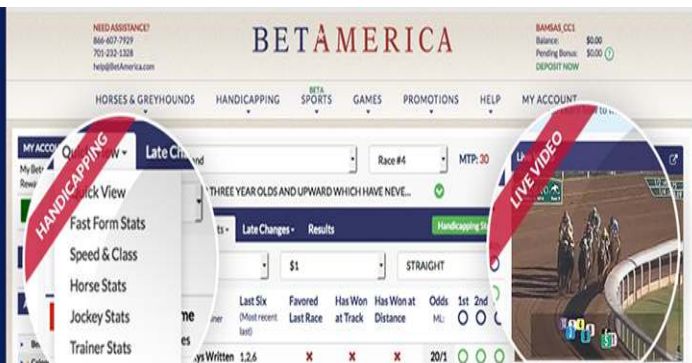 NEED ASSISTANCE?
866-607-7929
701-232-1328
help@BetAmerica.com
BETAMERICA
BAMSAS_CC1
Balance: $0.00
Pending Bonus: $0.00 ?
DEPOSIT NOW
BETA
HORSES & GREYHOUNDS HANDICAPPING SPORTS GAMES PROMOTIONS HELP MY ACCOUNT
HANDICAPPING
Quick View
Fast Form Stats
Speed & Class
Horse Stats
Jockey Stats
Trainer Stats
Race #4 MTP: 30
THREE YEAR OLDS AND UPWARD WHICH HAVE NEVE...
Late Changes Results Handicapping
$1 STRAIGHT
Last Six Favored Has Won Has Won at Odds 1st 2nd
(Most recent Last Race at Track Distance ML:
last)
Written 1,2,6 X X X 20/1
LIVE VIDEO